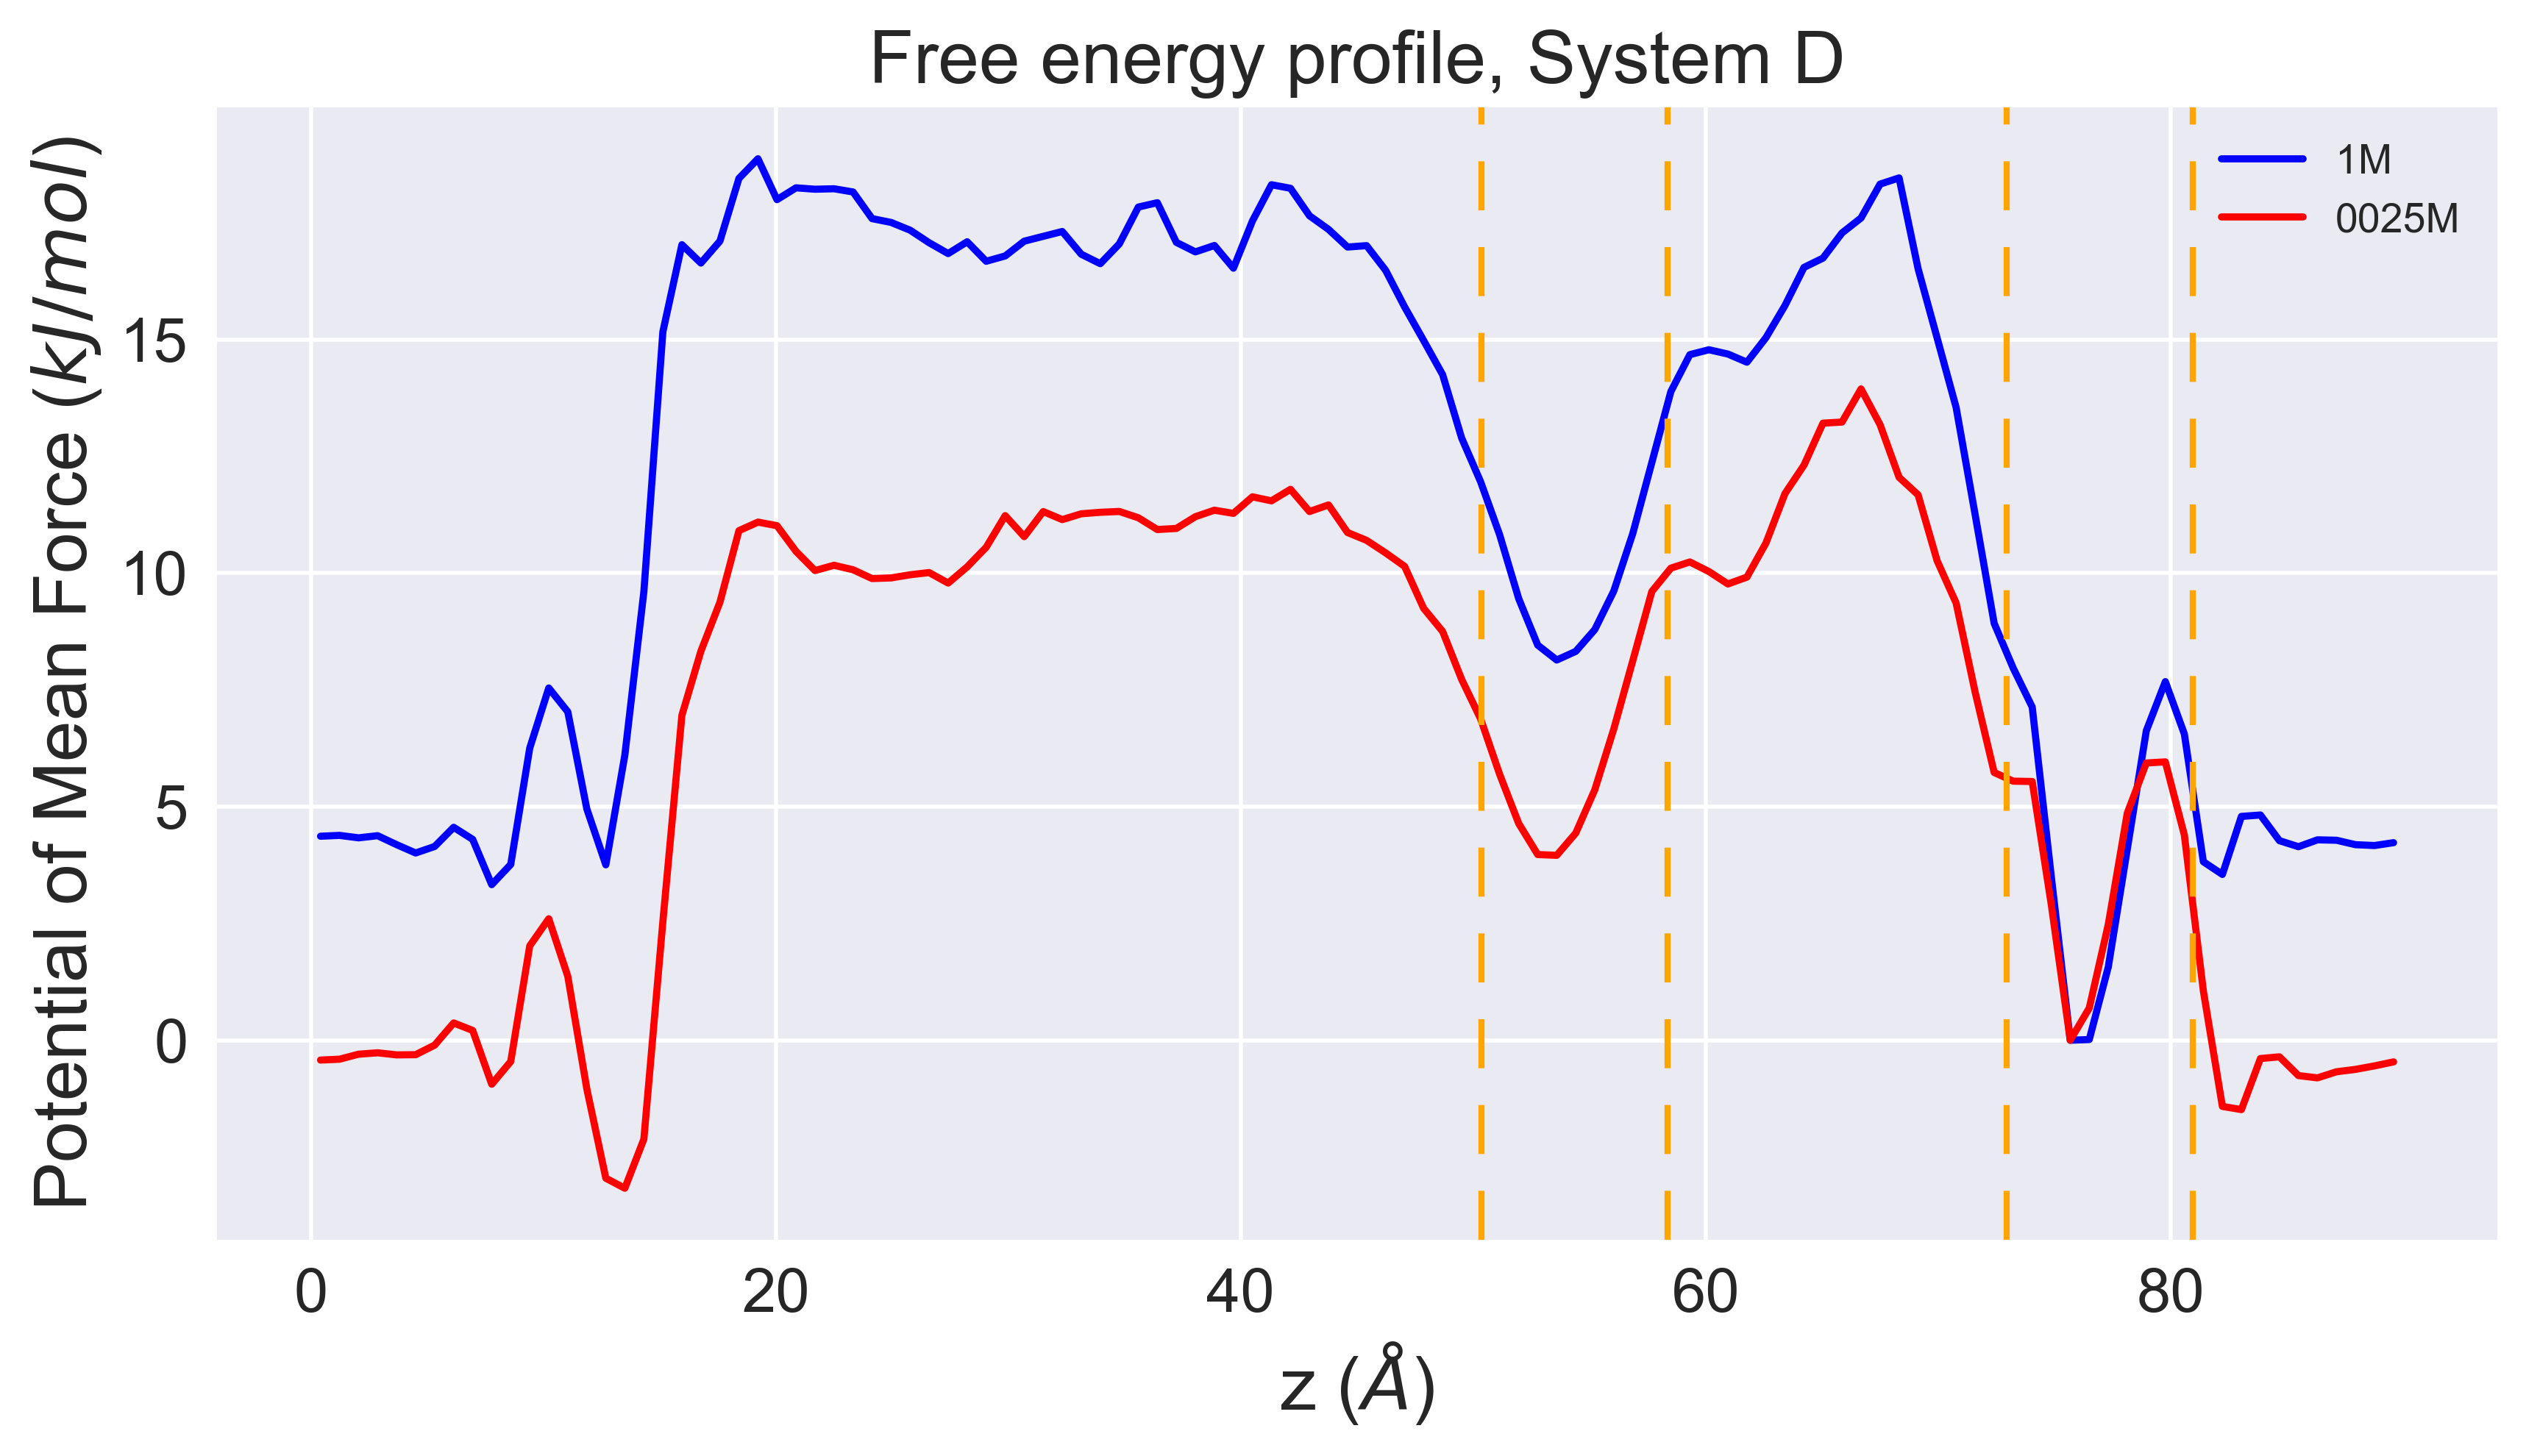 Free energy profile, System D
Potential of Mean Force (kJ/mol)
15
10
5
0
1M
0025M
0 20 40 60 80
z (Å)